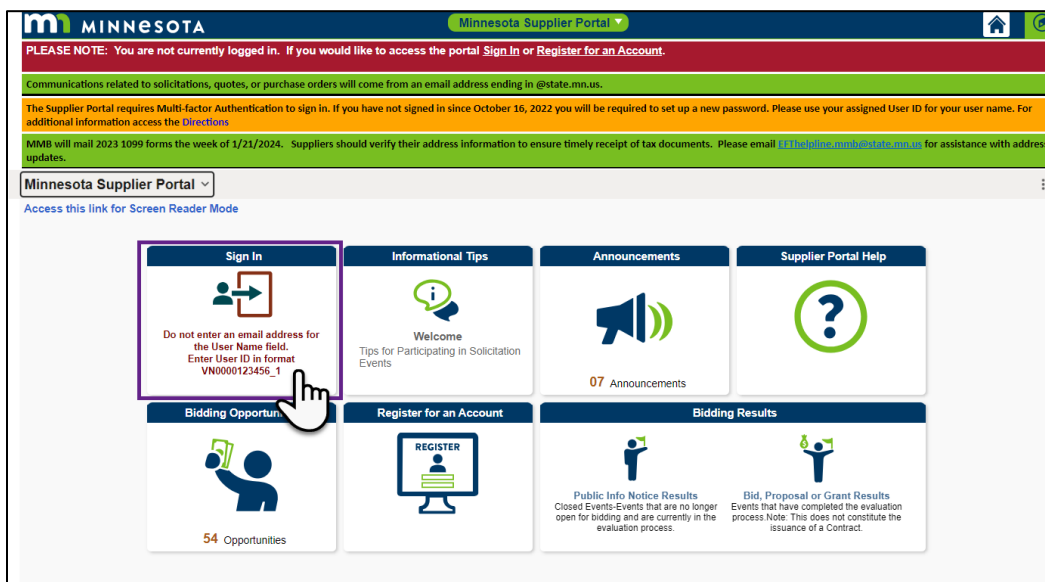 mn MINNESOTA
Minnesota Supplier Portal
PLEASE NOTE: You are not currently logged in. If you would like to access the portal Sign In or Register for an Account.
Communications related to solicitations, quotes, or purchase orders will come from an email address ending in @state.mn.us.
The Supplier Portal requires Multi-factor Authentication to sign in. If you have not signed in since October 16, 2022 you will be required to set up a new password. Please use your assigned User ID for your user name. For
additional information access the Directions
MMB will mail 2023 1099 forms the week of 1/21/2024. Suppliers should verify their address information to ensure timely receipt of tax documents. Please email EFThelpline.mmb@state.mn.us for assistance with address
updates.
Minnesota Supplier Portal
Access this link for Screen Reader Mode
Sign In
Do not enter an email address for
the User Name field.
Enter User ID in format
VN0000123456_1
Informational Tips
Welcome
Tips for Participating in Solicitation
Events
Announcements
07 Announcements
Supplier Portal Help
Bidding Opportun
54 Opportunities
Register for an Account
REGISTER
Bidding Results
Public Info Notice Results
Closed Events-Events that are no longer
open for bidding and are currently in the
evaluation process.
Bid, Proposal or Grant Results
Events that have completed the evaluation
process.Note: This does not constitute the
issuance of a Contract.